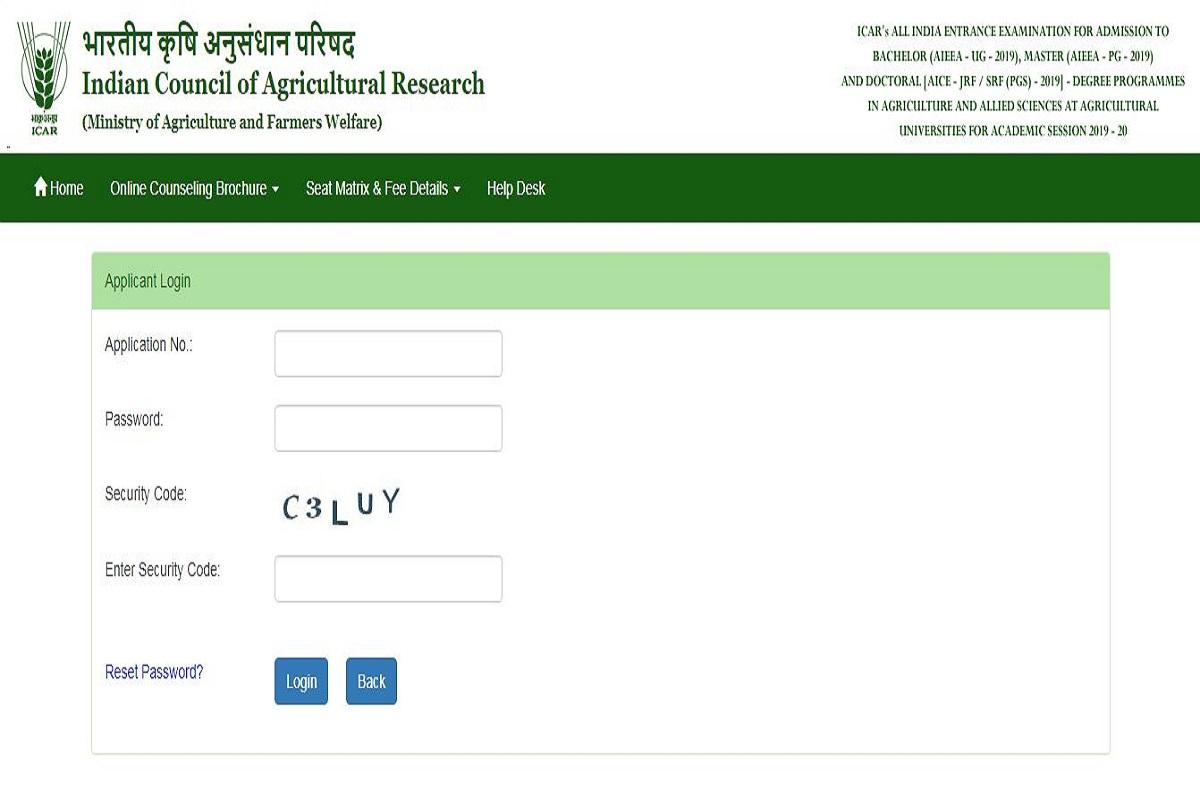 भारतीय कृषि अनुसंधान परिषद
Indian Council of Agricultural Research
(Ministry of Agriculture and Farmers Welfare)
ICAR
ICAR's ALL INDIA ENTRANCE EXAMINATION FOR ADMISSION TO
BACHELOR (AIEEA - UG - 2019), MASTER (AIEEA - PG - 2019)
AND DOCTORAL [AICE - JRF / SRF (PGS) - 2019] - DEGREE PROGRAMMES
IN AGRICULTURE AND ALLIED SCIENCES AT AGRICULTURAL
UNIVERSITIES FOR ACADEMIC SESSION 2019 - 20
Home Online Counseling Brochure Seat Matrix & Fee Details Help Desk
Applicant Login
Application No.:
Password:
Security Code: C3LUY
Enter Security Code:
Reset Password? Login Back